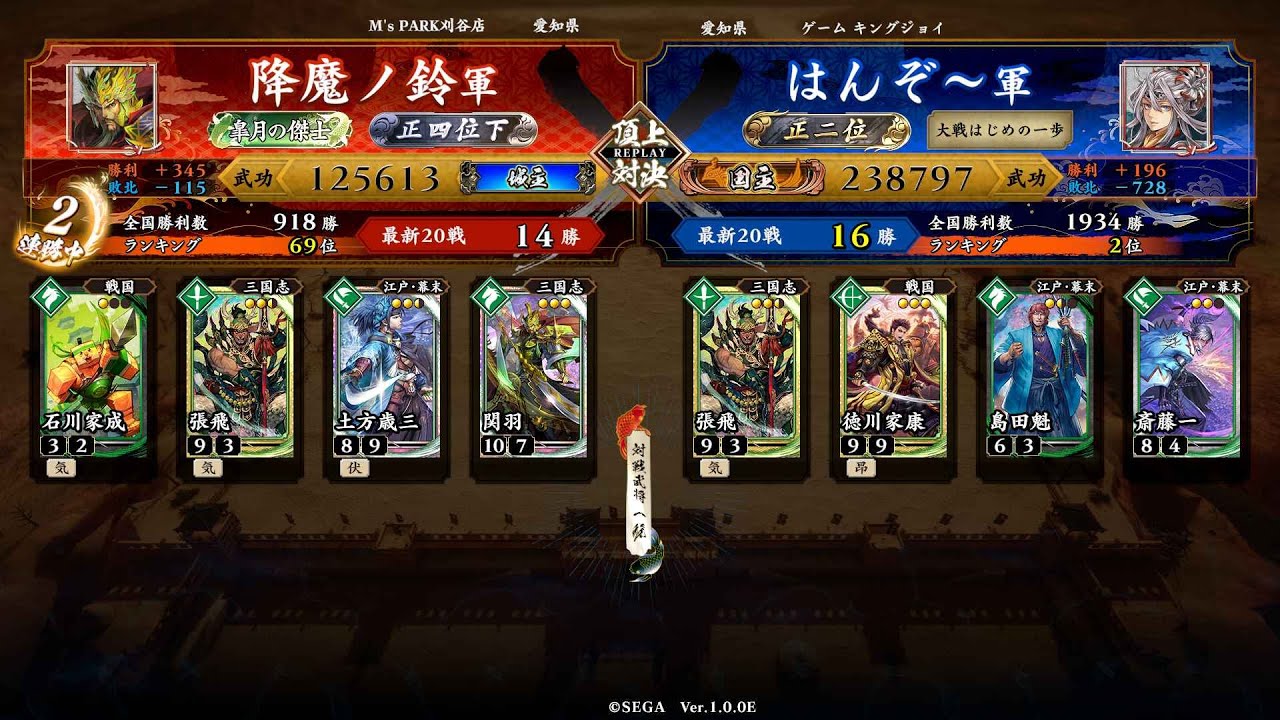 M's PARK刈谷店 愛知県
愛知県 ゲーム キングジョイ
降魔ノ鈴軍
皐月の傑士 正四位下
勝利 +345
敗北 -115
武功 125613 城主
2連勝中
全国勝利数 918勝
ランキング 69位
最新20戦 14勝
頂上
REPLAY
対決
はんぞ～軍
正二位 大戦はじめの一歩
国主 238797 武功
勝利 +196
敗北 -728
最新20戦 16勝
全国勝利数 1934勝
ランキング 2位
戦国
石川家成
3 2
気
三国志
張飛
9 3
気
江戸・幕末
土方歳三
8 9
伏
三国志
関羽
10 7
対戦武将へ
三国志
張飛
9 3
気
戦国
徳川家康
9 9
昂
江戸・幕末
島田魁
6 3
江戸・幕末
斎藤一
8 4
©SEGA Ver.1.0.0E